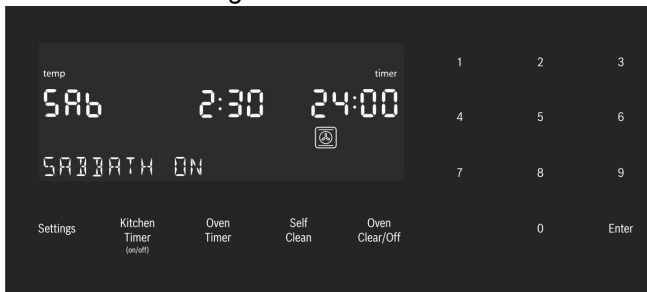 temp timer
SAb 2:30 24:00
SABBATH ON
Settings Kitchen Timer (on/off) Oven Timer Self Clean Oven Clear/Off
1 2 3
4 5 6
7 8 9
0 Enter